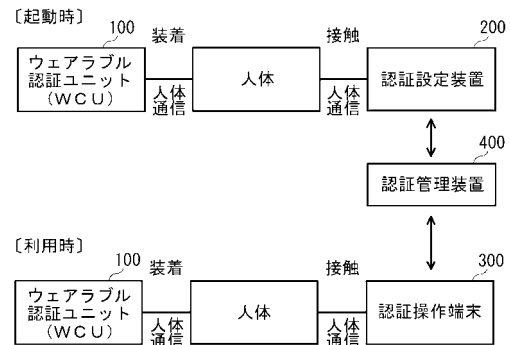 〔起動時〕
100
装着
接触
200
ウェアラブル
認証ユニット
(WCU)
人体
認証設定装置
人体
通信
人体
通信
400
認証管理装置
〔利用時〕
100
装着
接触
300
ウェアラブル
認証ユニット
(WCU)
人体
認証操作端末
人体
通信
人体
通信